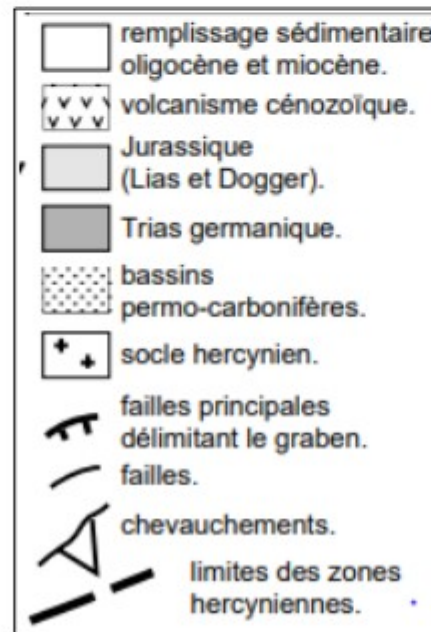 remplissage sédimentaire
oligocène et miocène.
volcanisme cénozoïque.
Jurassique
(Lias et Dogger).
Trias germanique.
bassins
permo-carbonifères.
socle hercynien.
failles principales
délimitant le graben.
failles.
chevauchements.
limites des zones
hercyniennes.